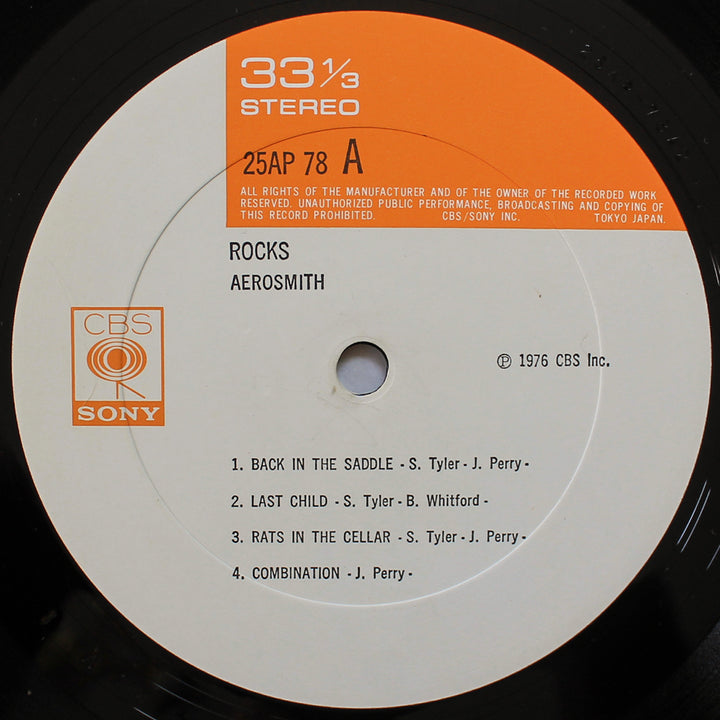 33 1/3
STEREO
25AP 78 A
ALL RIGHTS OF THE MANUFACTURER AND OF THE OWNER OF THE RECORDED WORK
RESERVED. UNAUTHORIZED PUBLIC PERFORMANCE, BROADCASTING AND COPYING OF
THIS RECORD PROHIBITED. CBS/SONY INC. TOKYO JAPAN.
ROCKS
AEROSMITH
CBS
SONY
℗ 1976 CBS Inc.
1. BACK IN THE SADDLE - S. Tyler - J. Perry -
2. LAST CHILD - S. Tyler - B. Whitford -
3. RATS IN THE CELLAR - S. Tyler - J. Perry -
4. COMBINATION - J. Perry -